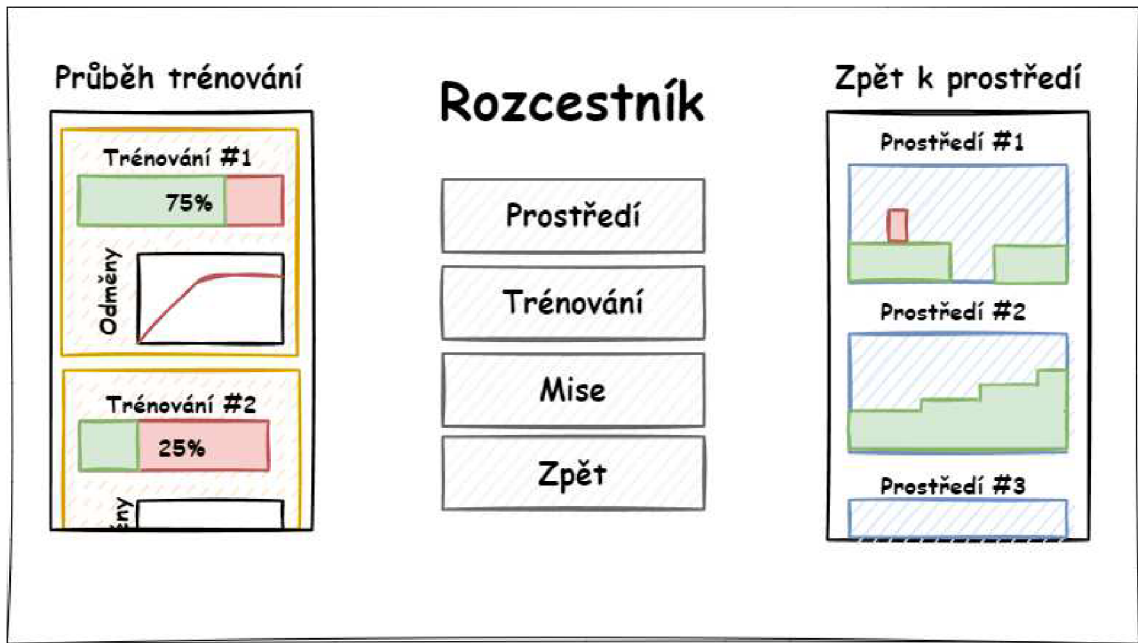 Průběh trénování
Trénování #1
75%
Odměny
Trénování #2
25%
ěny
Rozcestník
Prostředí
Trénování
Mise
Zpět
Zpět k prostředí
Prostředí #1
Prostředí #2
Prostředí #3